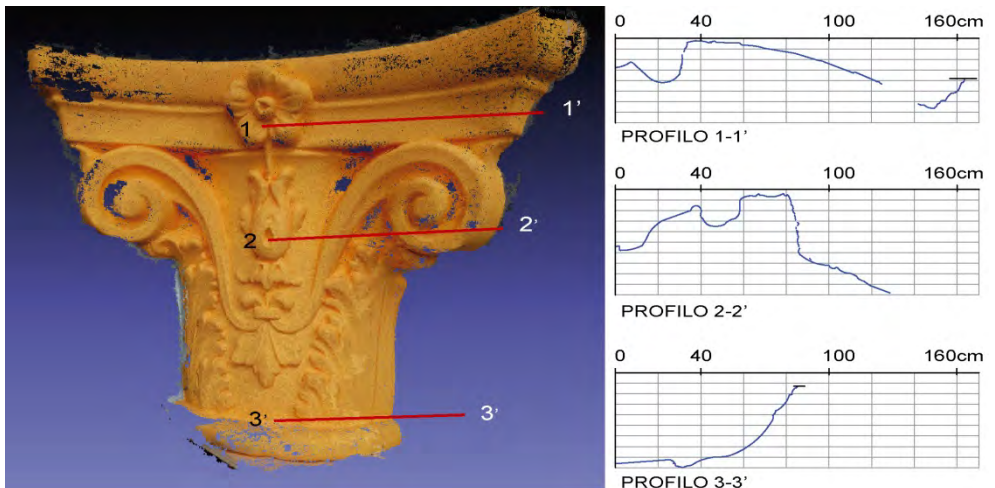 1
1'
2
2'
3'
3'
0 40 100 160cm
PROFILO 1-1'
0 40 100 160cm
PROFILO 2-2'
0 40 100 160cm
PROFILO 3-3'